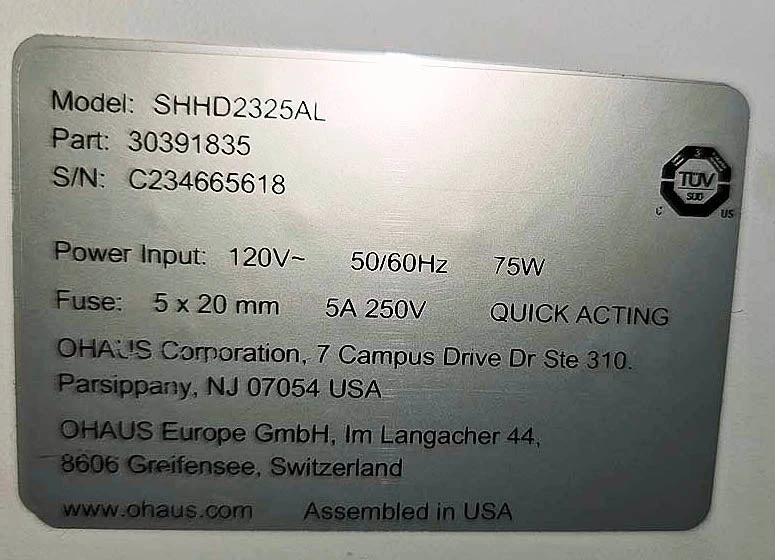 Model: SHHD2325AL
Part: 30391835
S/N: C234665618
TÜV
SÜD
C US
Power Input: 120V~ 50/60Hz 75W
Fuse: 5 x 20 mm 5A 250V QUICK ACTING
OHAUS Corporation, 7 Campus Drive Dr Ste 310.
Parsippany, NJ 07054 USA
OHAUS Europe GmbH, Im Langacher 44,
8606 Greifensee, Switzerland
www.ohaus.com Assembled in USA